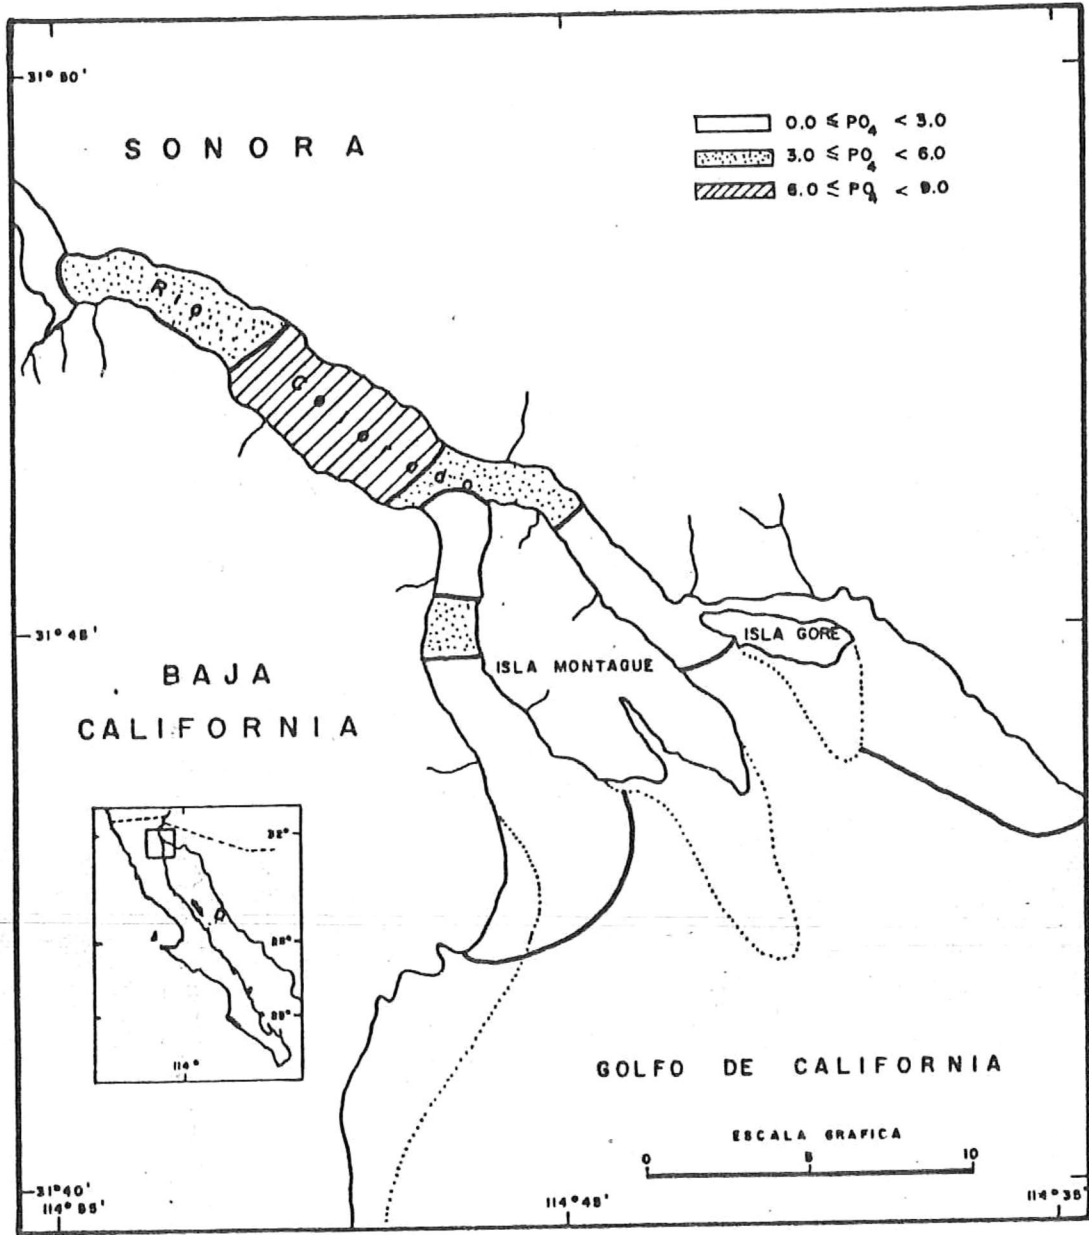 31° 50'
SONORA
0.0 ≤ PO4 < 3.0
3.0 ≤ PO4 < 6.0
6.0 ≤ PO4 < 9.0
Rio
Colorado
31° 45'
ISLA GORE
ISLA MONTAGUE
BAJA
CALIFORNIA
32°
114°
GOLFO DE CALIFORNIA
ESCALA GRAFICA
0 5 10
31° 40'
114° 55' 114° 45' 114° 35'